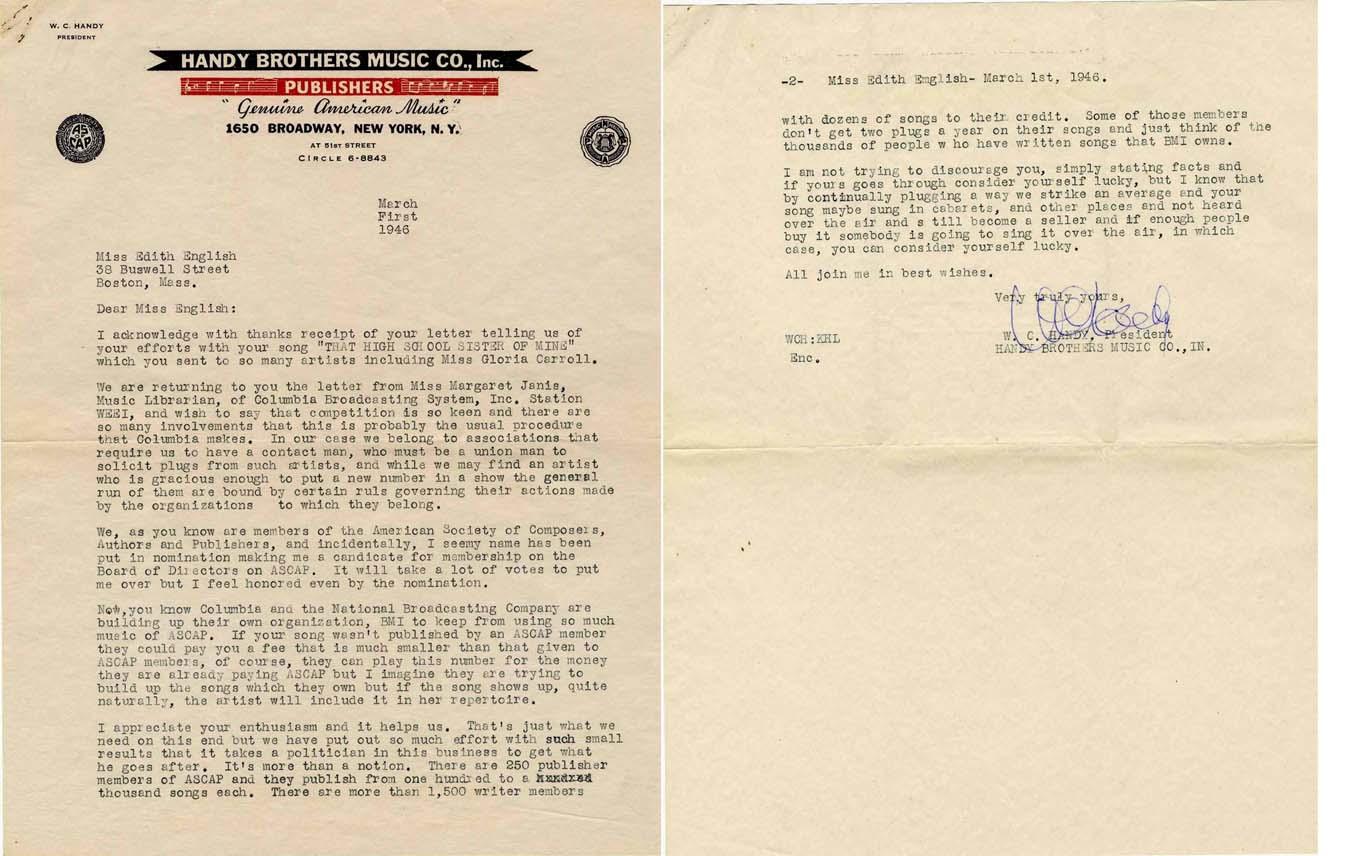 W. C. HANDY
PRESIDENT
HANDY BROTHERS MUSIC CO., Inc.
PUBLISHERS
"Genuine American Music"
1650 BROADWAY, NEW YORK, N. Y.
AT 51ST STREET
CIRCLE 6-8843
AS
CAP
March
First
1946
Miss Edith English
38 Buswell Street
Boston, Mass.
Dear Miss English:
I acknowledge with thanks receipt of your letter telling us of
your efforts with your song "THAT HIGH SCHOOL SISTER OF MINE"
which you sent to so many artists including Miss Gloria Carroll.
We are returning to you the letter from Miss Margaret Janis,
Music Librarian, of Columbia Broadcasting System, Inc. Station
WEEI, and wish to say that competition is so keen and there are
so many involvements that this is probably the usual procedure
that Columbia makes. In our case we belong to associations that
require us to have a contact man, who must be a union man to
solicit plugs from such artists, and while we may find an artist
who is gracious enough to put a new number in a show the general
run of them are bound by certain ruls governing their actions made
by the organizations to which they belong.
We, as you know are members of the American Society of Composers,
Authors and Publishers, and incidentally, I seemy name has been
put in nomination making me a candicate for membership on the
Board of Directors on ASCAP. It will take a lot of votes to put
me over but I feel honored even by the nomination.
Now,you know Columbia and the National Broadcasting Company are
building up their own organization, BMI to keep from using so much
music of ASCAP. If your song wasn't published by an ASCAP member
they could pay you a fee that is much smaller than that given to
ASCAP members, of course, they can play this number for the money
they are already paying ASCAP but I imagine they are trying to
build up the songs which they own but if the song shows up, quite
naturally, the artist will include it in her repertoire.
I appreciate your enthusiasm and it helps us. That's just what we
need on this end but we have put out so much effort with such small
results that it takes a politician in this business to get what
he goes after. It's more than a notion. There are 250 publisher
members of ASCAP and they publish from one hundred to a hundred
thousand songs each. There are more than 1,500 writer members
-2- Miss Edith Emglish- March 1st, 1946.
with dozens of songs to their credit. Some of those members
don't get two plugs a year on their songs and just think of the
thousands of people w ho have written songs that BMI owns.
I am not trying to discourage you, simply stating facts and
if yours goes through consider yourself lucky, but I know that
by continually plugging a way we strike an average and your
song maybe sung in cabarets, and other places and not heard
over the air and s till become a seller and if enough people
buy it somebody is going to sing it over the air, in which
case, you can consider yourself lucky.
All join me in best wishes.
Very truly yours,
WCHandy
W. C. HANDY, President
HANDY BROTHERS MUSIC CO.,IN.
WCH:KHL
Enc.